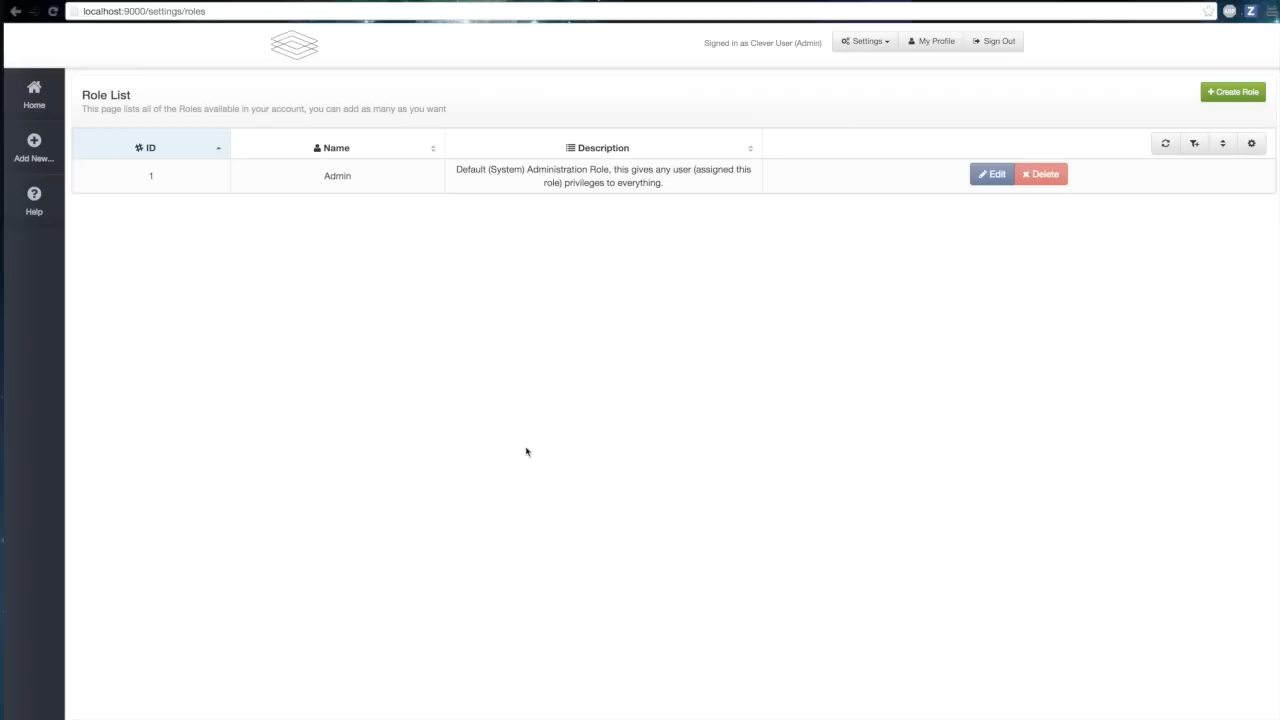 localhost:9000/settings/roles
Z
Signed in as Clever User (Admin)
Settings
My Profile
Sign Out
Home
Add New...
Help
Role List
This page lists all of the Roles available in your account, you can add as many as you want
+ Create Role
ID
Name
Description
1
Admin
Default (System) Administration Role, this gives any user (assigned this
role) privileges to everything.
Edit
Delete